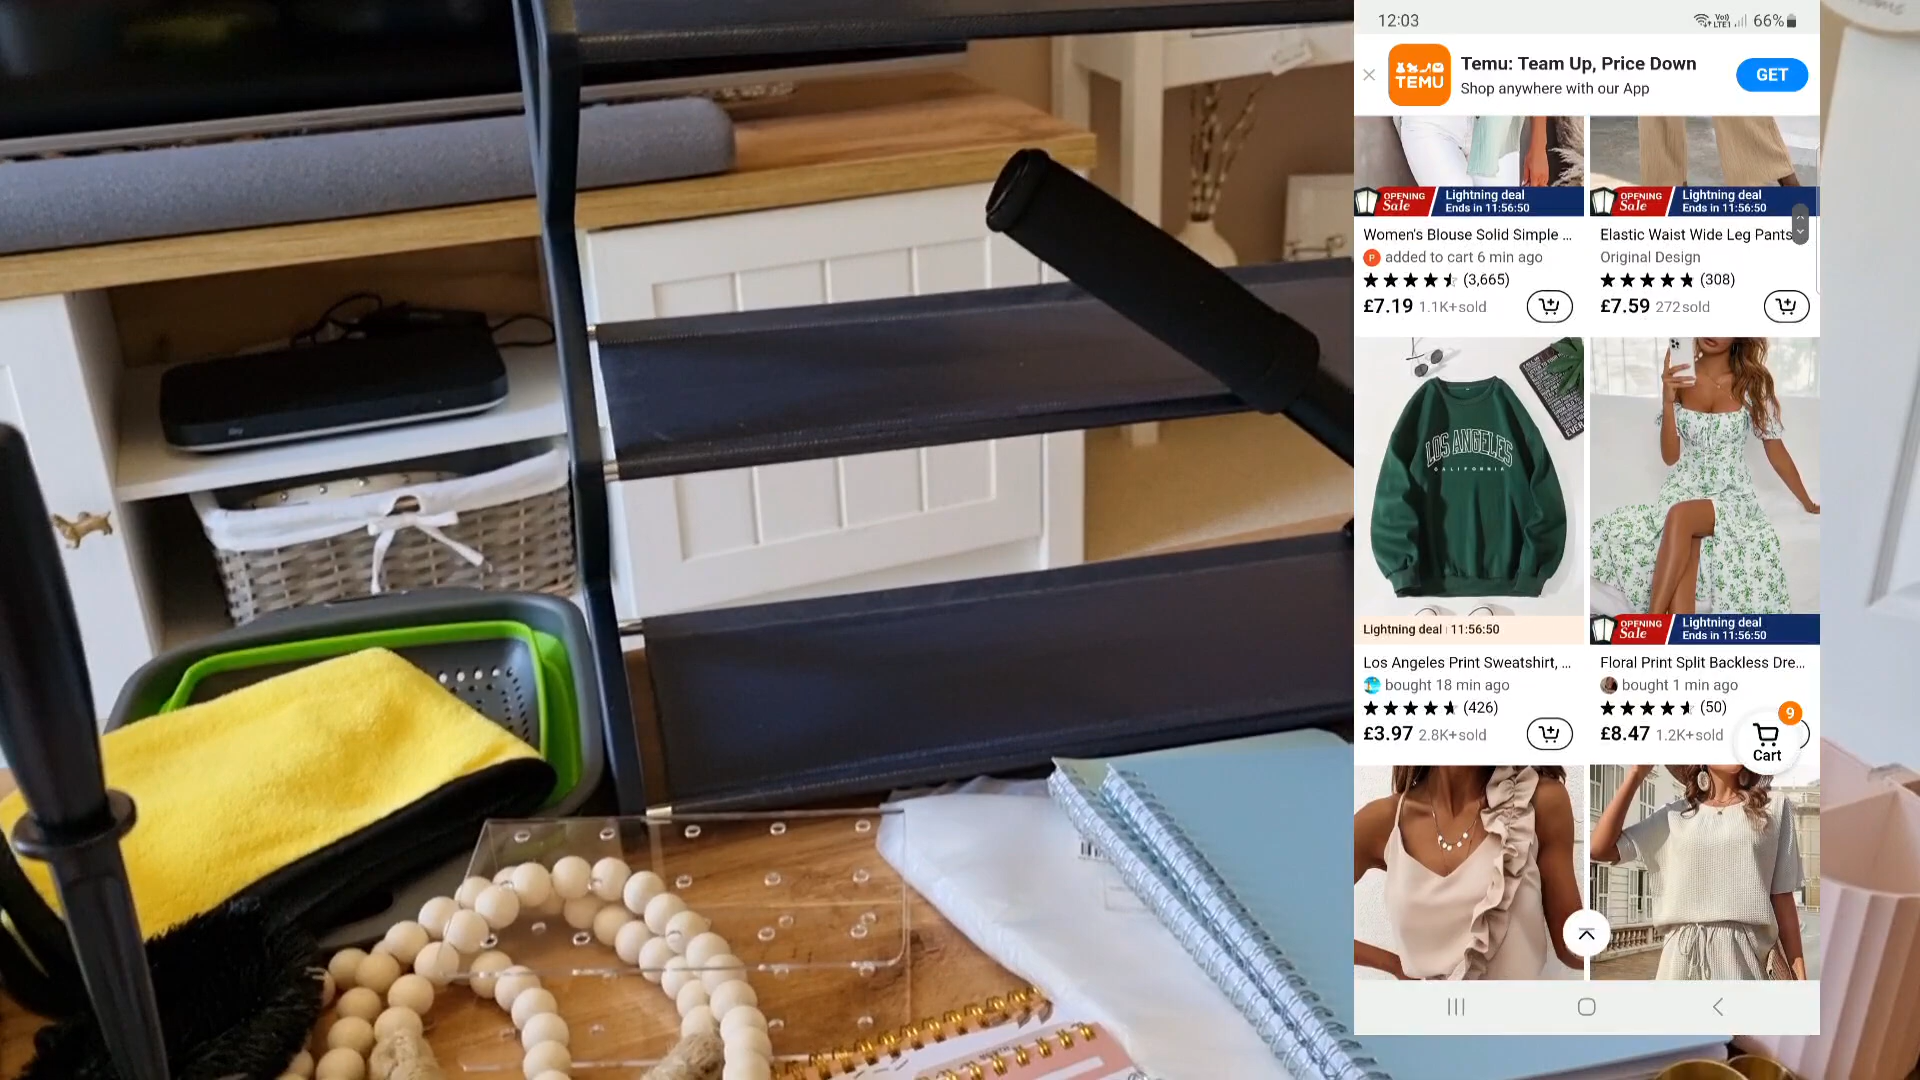 sky
12:03
Vo))
LTE1
66%
TEMU
Temu: Team Up, Price Down
Shop anywhere with our App
GET
OPENING
Sale
Lightning deal
Ends in 11:56:50
OPENING
Sale
Lightning deal
Ends in 11:56:50
Women's Blouse Solid Simple ...
P added to cart 6 min ago
(3,665)
£7.19 1.1K+sold
Elastic Waist Wide Leg Pants
Original Design
(308)
£7.59 272sold
LOS ANGELES
CALIFORNIA
EVER
Lightning deal 11:56:50
OPENING
Sale
Lightning deal
Ends in 11:56:50
Los Angeles Print Sweatshirt, ...
bought 18 min ago
(426)
£3.97 2.8K+sold
Floral Print Split Backless Dre...
bought 1 min ago
(50)
£8.47 1.2K+sold
9
Cart